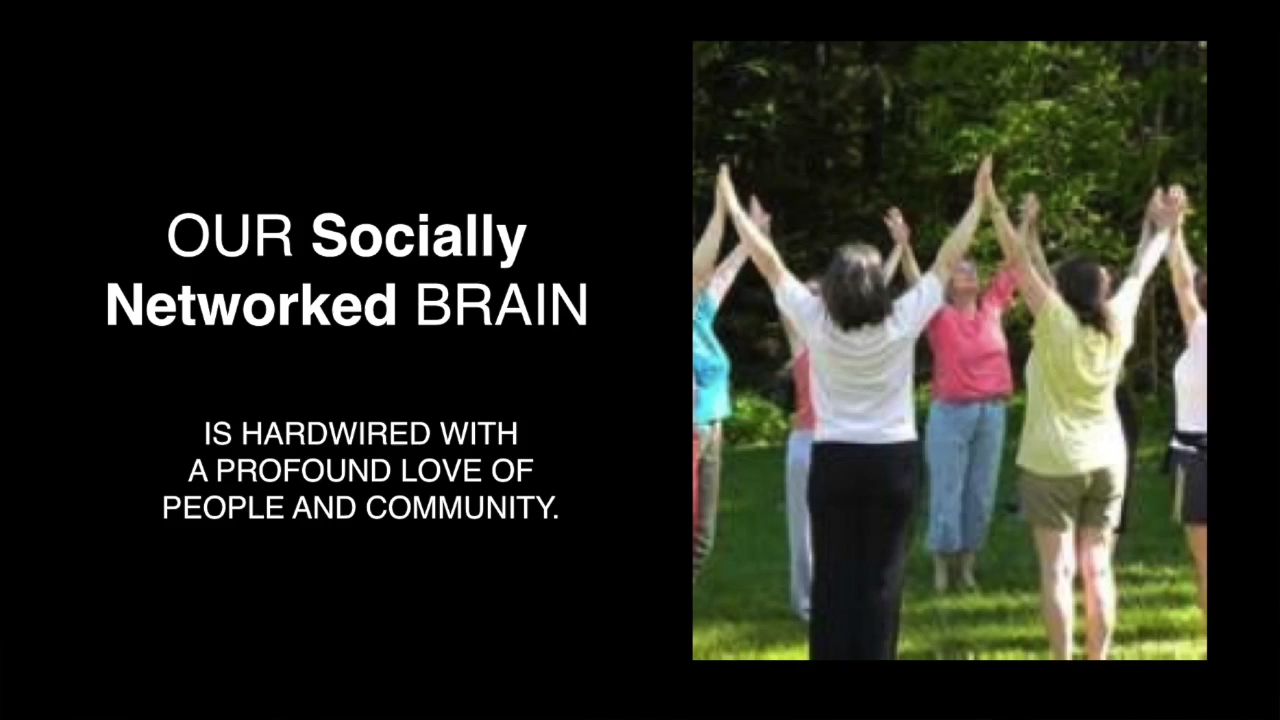 OUR Socially
Networked BRAIN
IS HARDWIRED WITH
A PROFOUND LOVE OF
PEOPLE AND COMMUNITY.